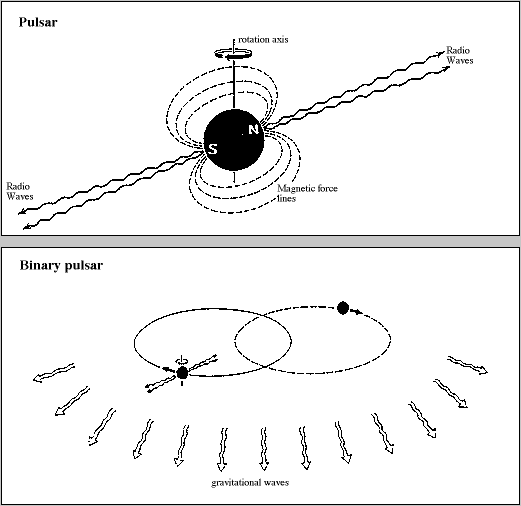 Pulsar
rotation axis
Radio
Waves
N
S
Radio
Waves
Magnetic force
lines
Binary pulsar
gravitational waves